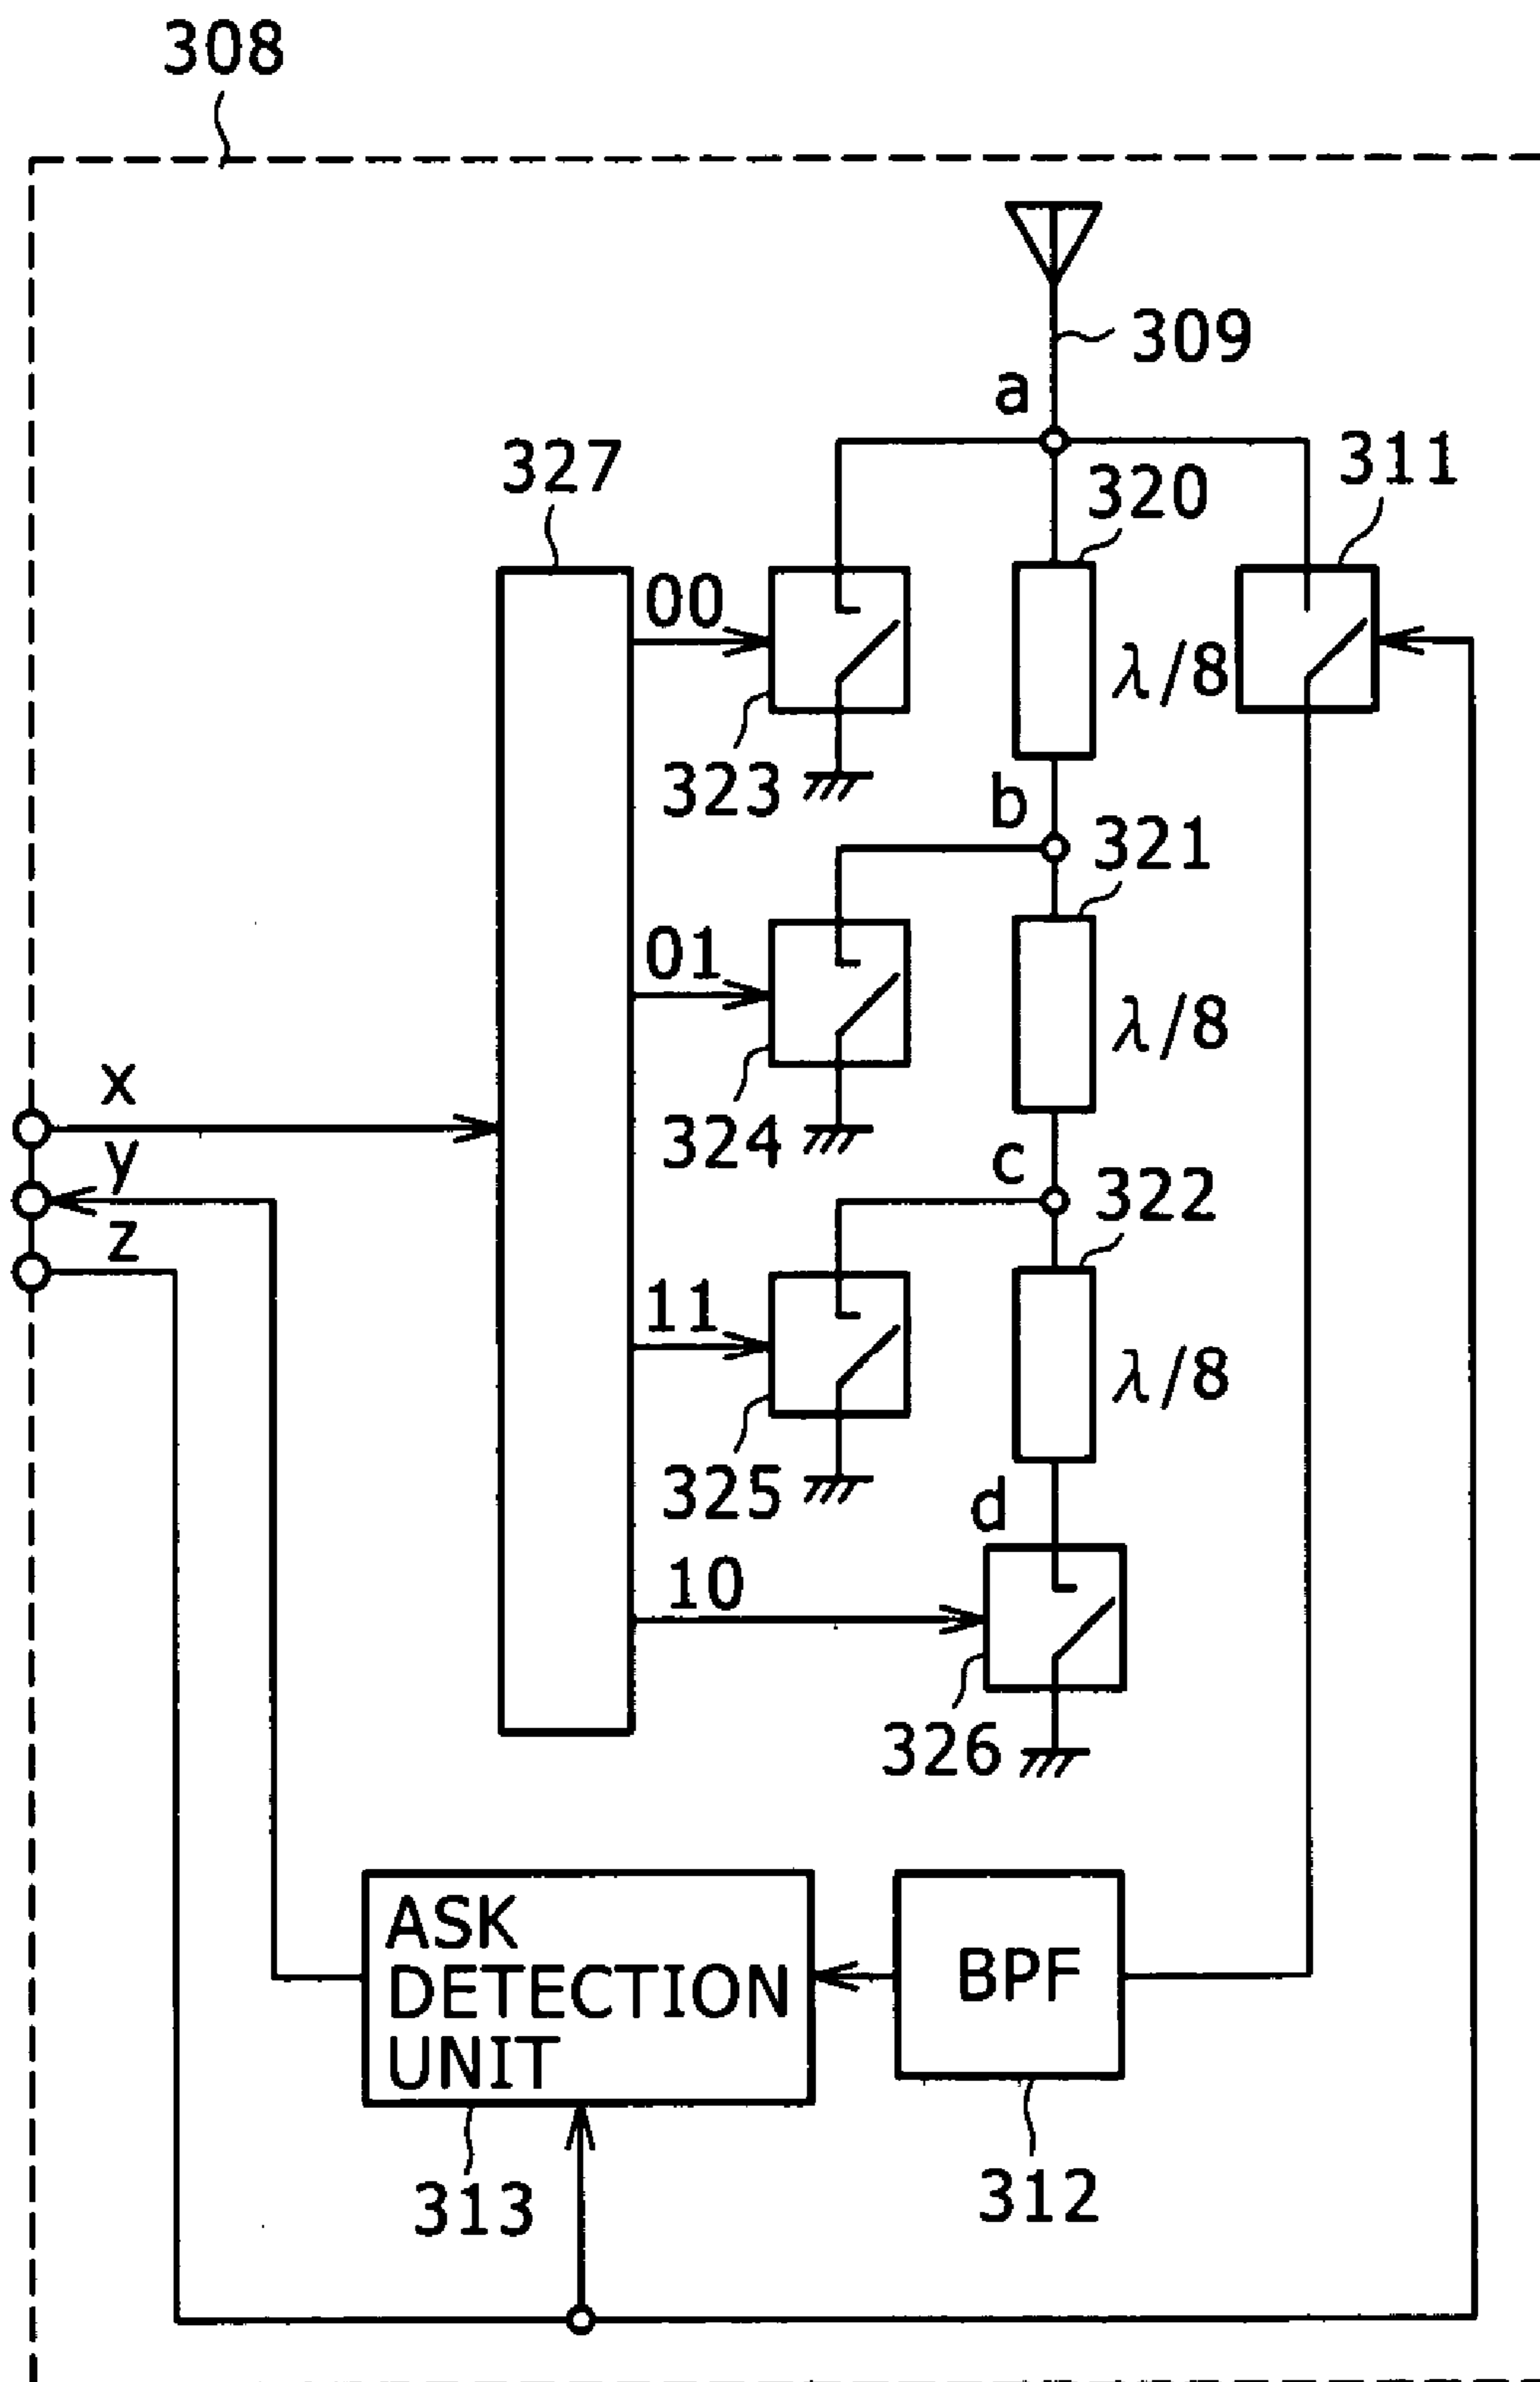 308
309
a
327
320
311
00
λ/8
323
b
321
01
λ/8
x
324
y
c
322
z
11
λ/8
325
d
10
326
ASK
DETECTION
UNIT
BPF
313
312